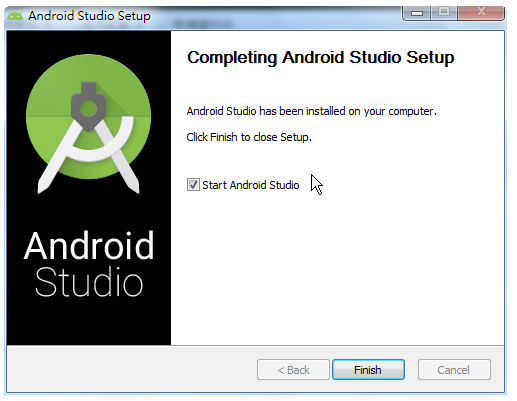 Android Studio Setup
Completing Android Studio Setup
Android Studio has been installed on your computer.
Click Finish to close Setup.
Start Android Studio
Android
Studio
< Back
Finish
Cancel